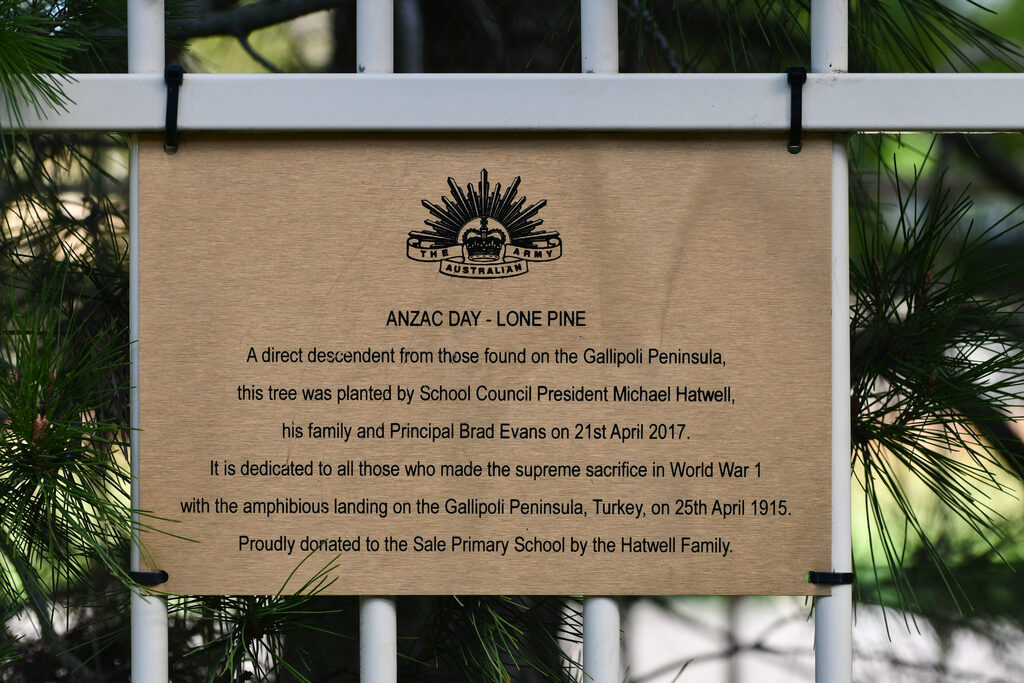 THE ARMY
AUSTRALIAN
ANZAC DAY - LONE PINE
A direct descendent from those found on the Gallipoli Peninsula,
this tree was planted by School Council President Michael Hatwell,
his family and Principal Brad Evans on 21st April 2017.
It is dedicated to all those who made the supreme sacrifice in World War 1
with the amphibious landing on the Gallipoli Peninsula, Turkey, on 25th April 1915.
Proudly donated to the Sale Primary School by the Hatwell Family.